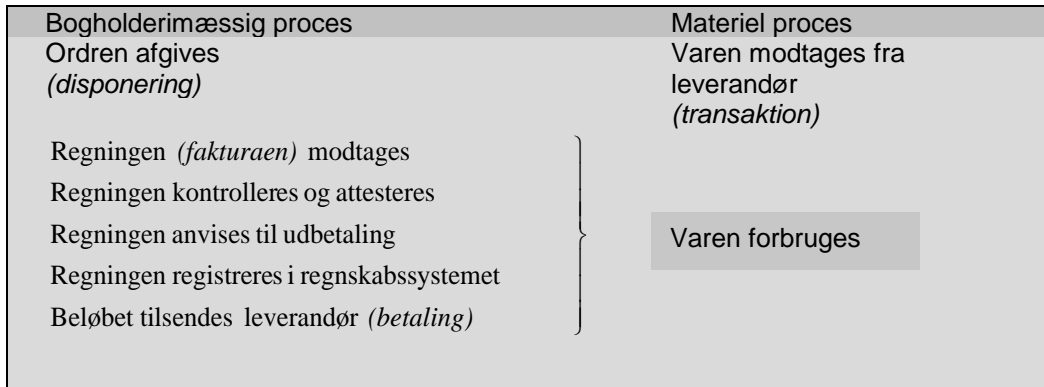 Bogholderimæssig proces
Materiel proces
Ordren afgives
(disponering)
Varen modtages fra
leverandør
(transaktion)
Regningen (fakturaen) modtages
Regningen kontrolleres og attesteres
Regningen anvises til udbetaling
Regningen registreres i regnskabssystemet
Beløbet tilsendes leverandør (betaling)
Varen forbruges